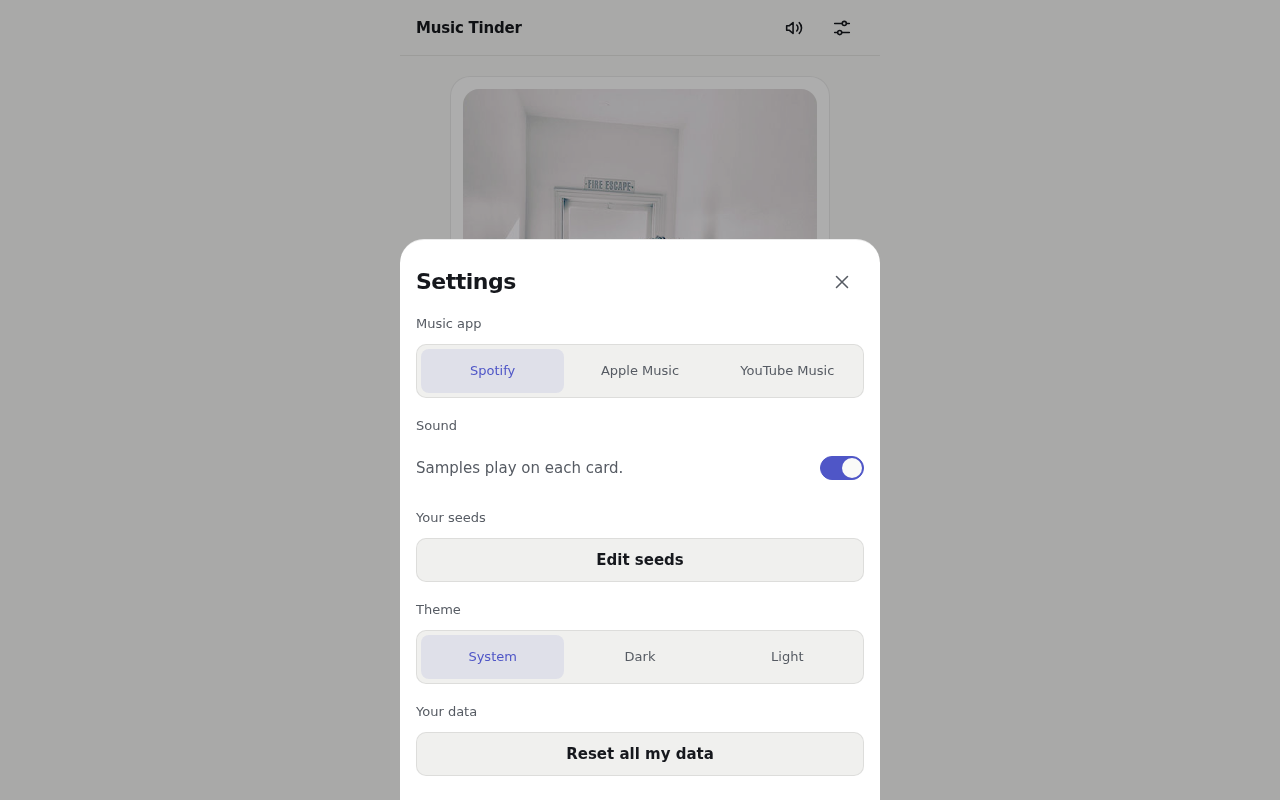 Music Tinder
FIRE ESCAPE
Settings
Music app
Spotify
Apple Music
YouTube Music
Sound
Samples play on each card.
Your seeds
Edit seeds
Theme
System
Dark
Light
Your data
Reset all my data